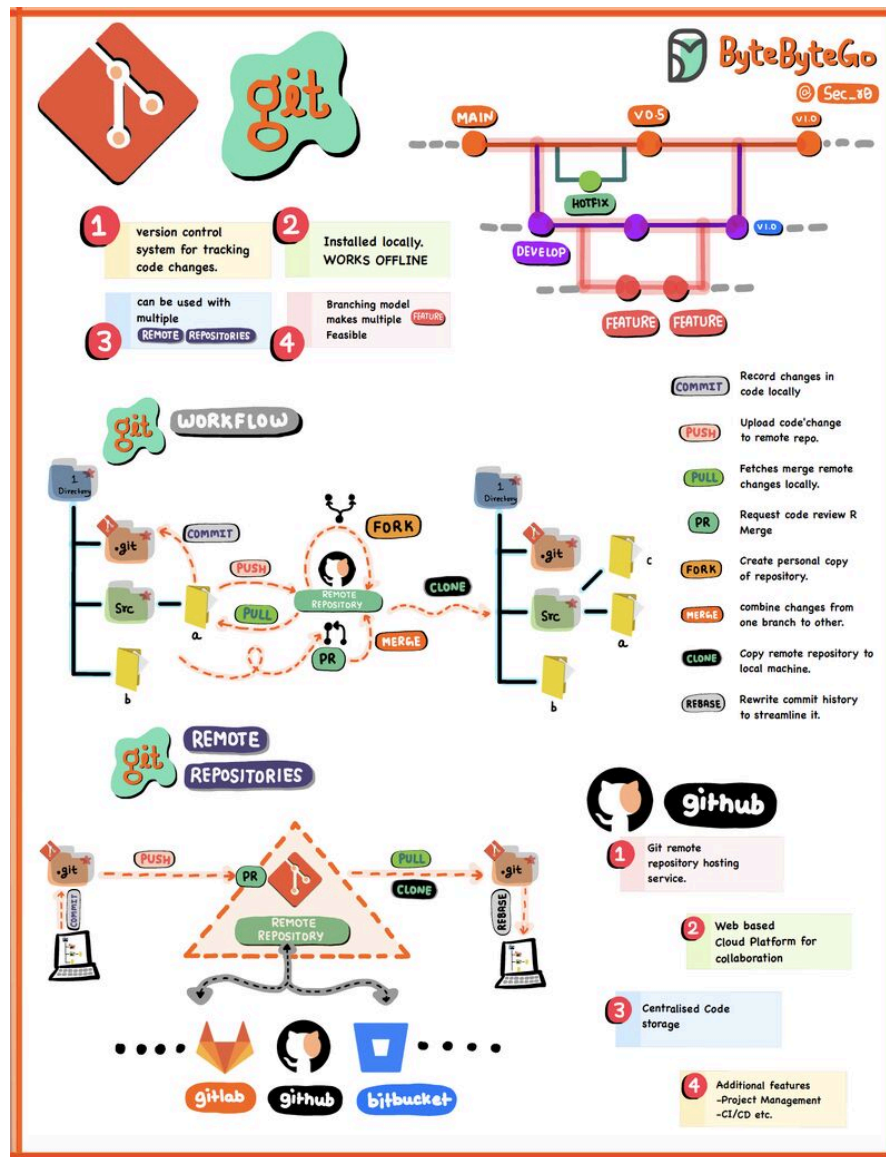 git
ByteByteGo
@ Sec_r0
MAIN
V0.5
V1.0
HOTFIX
DEVELOP
V1.0
FEATURE
FEATURE
1
version control
system for tracking
code changes.
2
Installed locally.
WORKS OFFLINE
3
can be used with
multiple
REMOTE REPOSITORIES
4
Branching model
makes multiple FEATURE
Feasible
git WORKFLOW
1
Directory
.git
COMMIT
Src
a
b
PUSH
PULL
FORK
REMOTE
REPOSITORY
PR
MERGE
CLONE
1
Directory
.git
c
Src
a
b
COMMIT
Record changes in
code locally
PUSH
Upload code'change
to remote repo.
PULL
Fetches merge remote
changes locally.
PR
Request code review R
Merge
FORK
Create personal copy
of repository.
MERGE
combine changes from
one branch to other.
CLONE
Copy remote repository to
local machine.
REBASE
Rewrite commit history
to streamline it.
git
REMOTE
REPOSITORIES
.git
COMMIT
PUSH
PR
REMOTE
REPOSITORY
PULL
CLONE
.git
REBASE
gitlab
github
bitbucket
github
1
Git remote
repository hosting
service.
2
Web based
Cloud Platform for
collaboration
3
Centralised Code
storage
4
Additional features
-Project Management
-CI/CD etc.